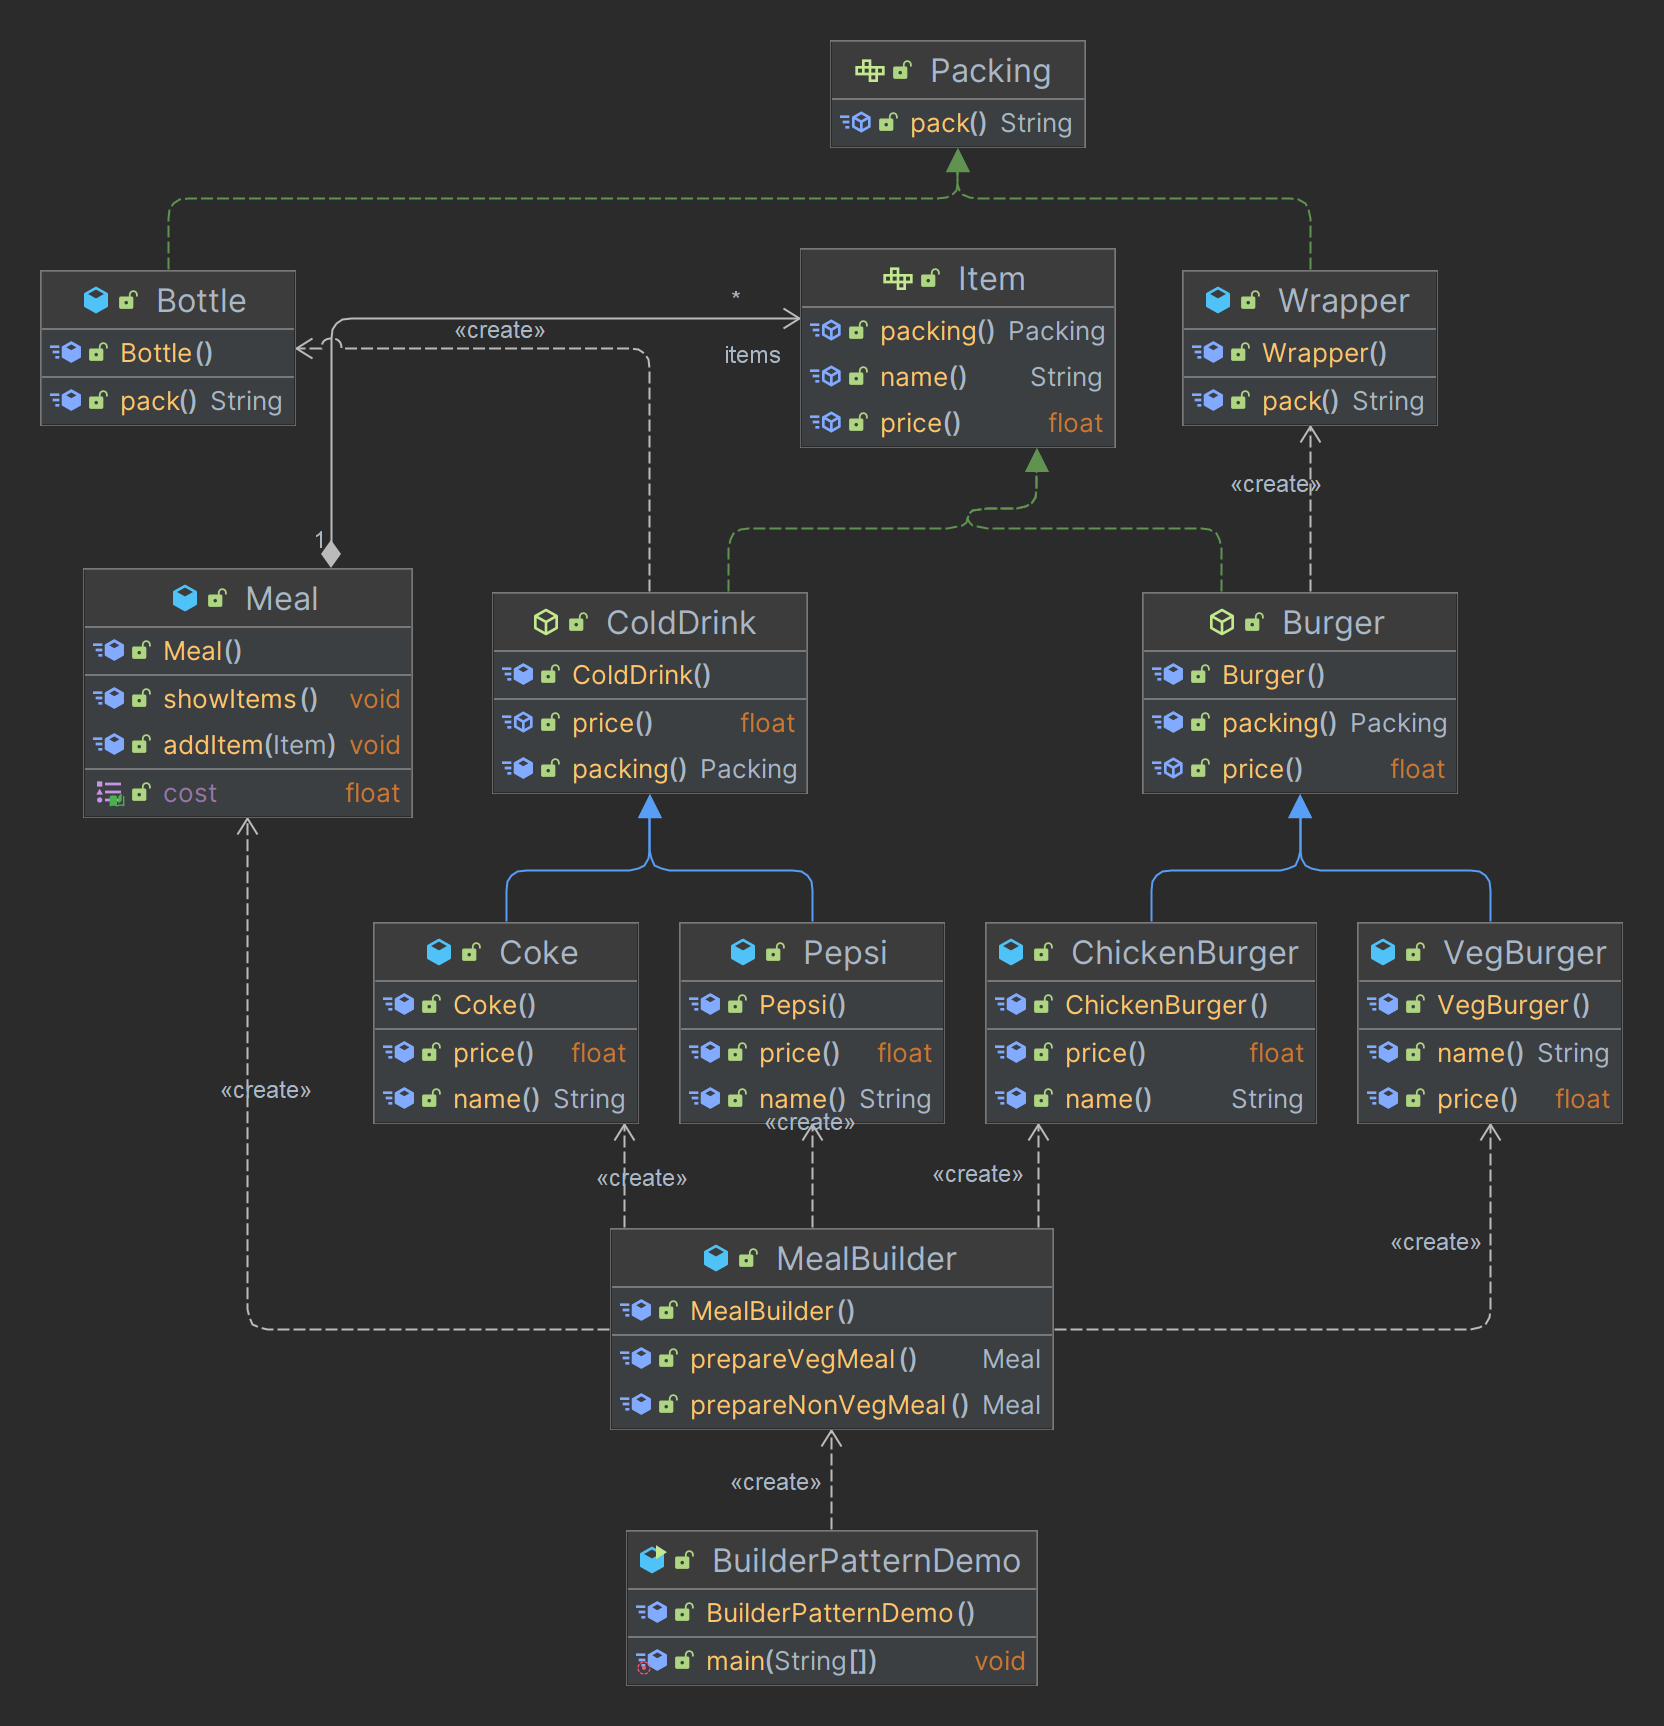 Packing
pack() String
Bottle
Bottle()
pack() String
*
items
«create»
Item
packing() Packing
name() String
price() float
Wrapper
Wrapper()
pack() String
«create»
1
Meal
Meal()
showItems() void
addItem(Item) void
cost float
ColdDrink
ColdDrink()
price() float
packing() Packing
Burger
Burger()
packing() Packing
price() float
Coke
Coke()
price() float
name() String
Pepsi
Pepsi()
price() float
name() String
ChickenBurger
ChickenBurger()
price() float
name() String
VegBurger
VegBurger()
name() String
price() float
«create»
«create»
«create»
«create»
«create»
MealBuilder
MealBuilder()
prepareVegMeal() Meal
prepareNonVegMeal() Meal
«create»
BuilderPatternDemo
BuilderPatternDemo()
main(String[]) void